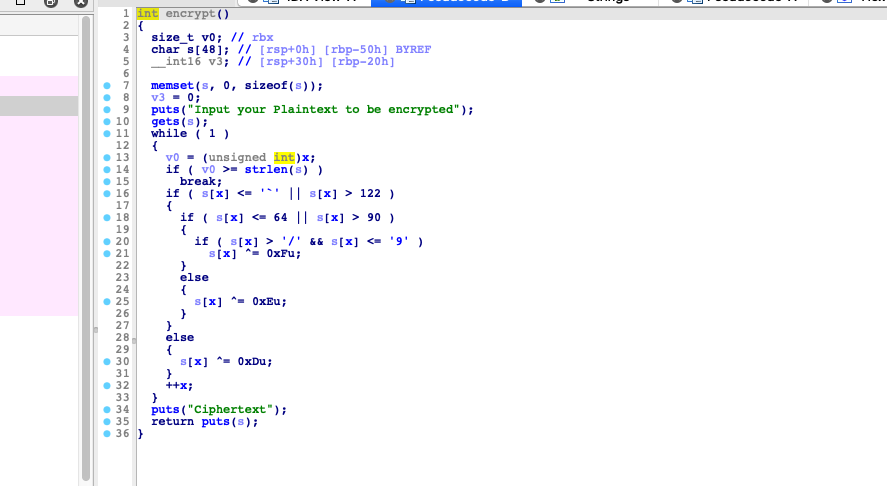 1 int encrypt()
2 {
3 size_t v0; // rbx
4 char s[48]; // [rsp+0h] [rbp-50h] BYREF
5 __int16 v3; // [rsp+30h] [rbp-20h]
6
7 memset(s, 0, sizeof(s));
8 v3 = 0;
9 puts("Input your Plaintext to be encrypted");
10 gets(s);
11 while ( 1 )
12 {
13 v0 = (unsigned int)x;
14 if ( v0 >= strlen(s) )
15 break;
16 if ( s[x] <= '`' || s[x] > 122 )
17 {
18 if ( s[x] <= 64 || s[x] > 90 )
19 {
20 if ( s[x] > '/' && s[x] <= '9' )
21 s[x] ^= 0xFu;
22 }
23 else
24 {
25 s[x] ^= 0xEu;
26 }
27 }
28 else
29 {
30 s[x] ^= 0xDu;
31 }
32 ++x;
33 }
34 puts("Ciphertext");
35 return puts(s);
36 }